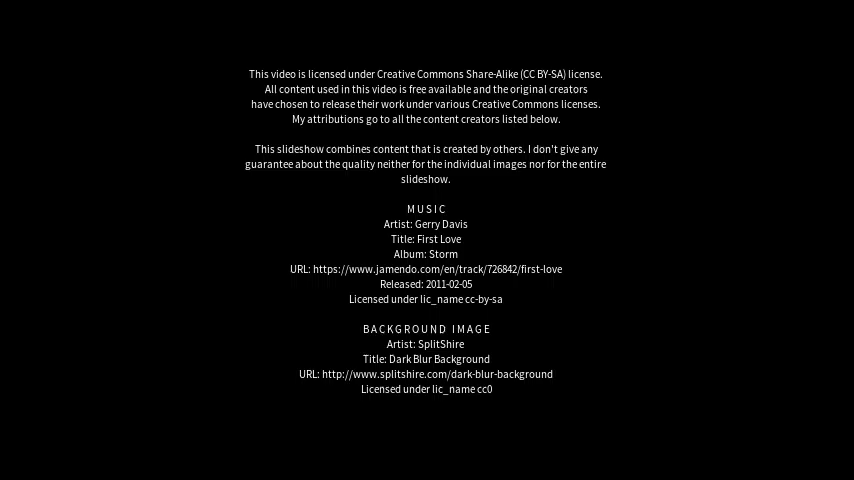 This video is licensed under Creative Commons Share-Alike (CC BY-SA) license.
All content used in this video is free available and the original creators
have chosen to release their work under various Creative Commons licenses.
My attributions go to all the content creators listed below.
This slideshow combines content that is created by others. I don't give any
guarantee about the quality neither for the individual images nor for the entire
slideshow.
MUSIC
Artist: Gerry Davis
Title: First Love
Album: Storm
URL: https://www.jamendo.com/en/track/726842/first-love
Released: 2011-02-05
Licensed under lic_name cc-by-sa
BACKGROUND IMAGE
Artist: SplitShire
Title: Dark Blur Background
URL: http://www.splitshire.com/dark-blur-background
Licensed under lic_name cc0